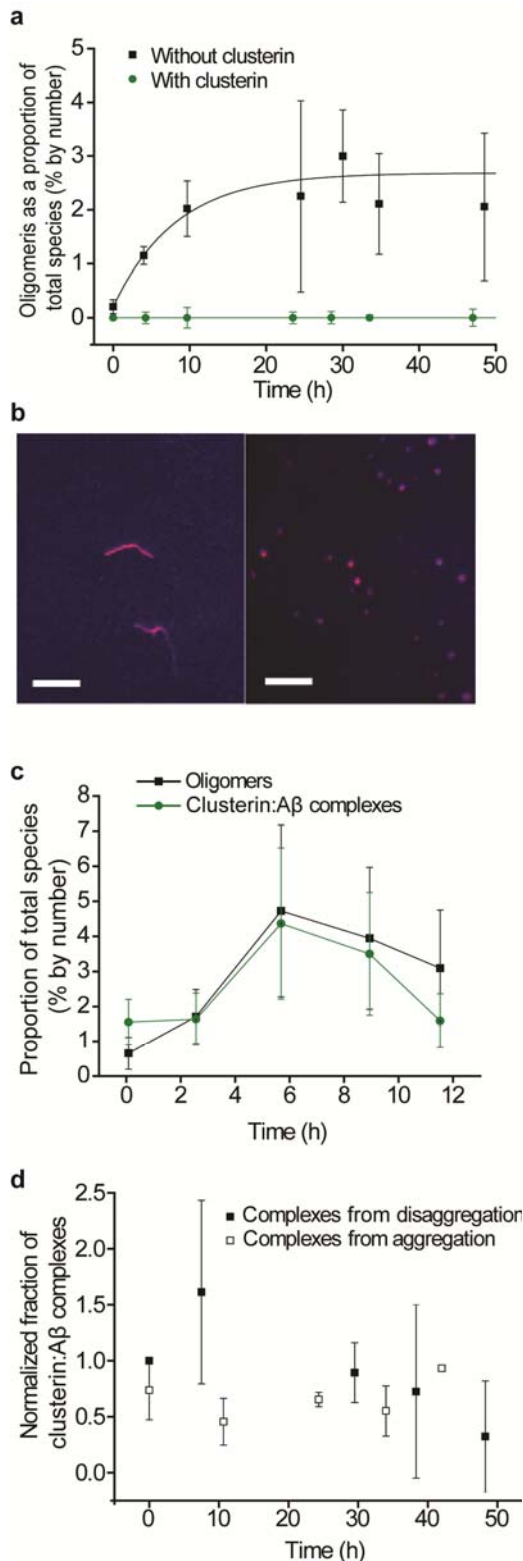 a
Without clusterin
With clusterin
Oligomeris as a proportion of
total species (% by number)
5
4
3
2
1
0
0 10 20 30 40 50
Time (h)
b
c
Oligomers
Clusterin:Aβ complexes
Proportion of total species
(% by number)
8
7
6
5
4
3
2
1
0
0 2 4 6 8 10 12
Time (h)
d
Complexes from disaggregation
Complexes from aggregation
Normalized fraction of
clusterin:Aβ complexes
2.5
2.0
1.5
1.0
0.5
0.0
0 10 20 30 40 50
Time (h)